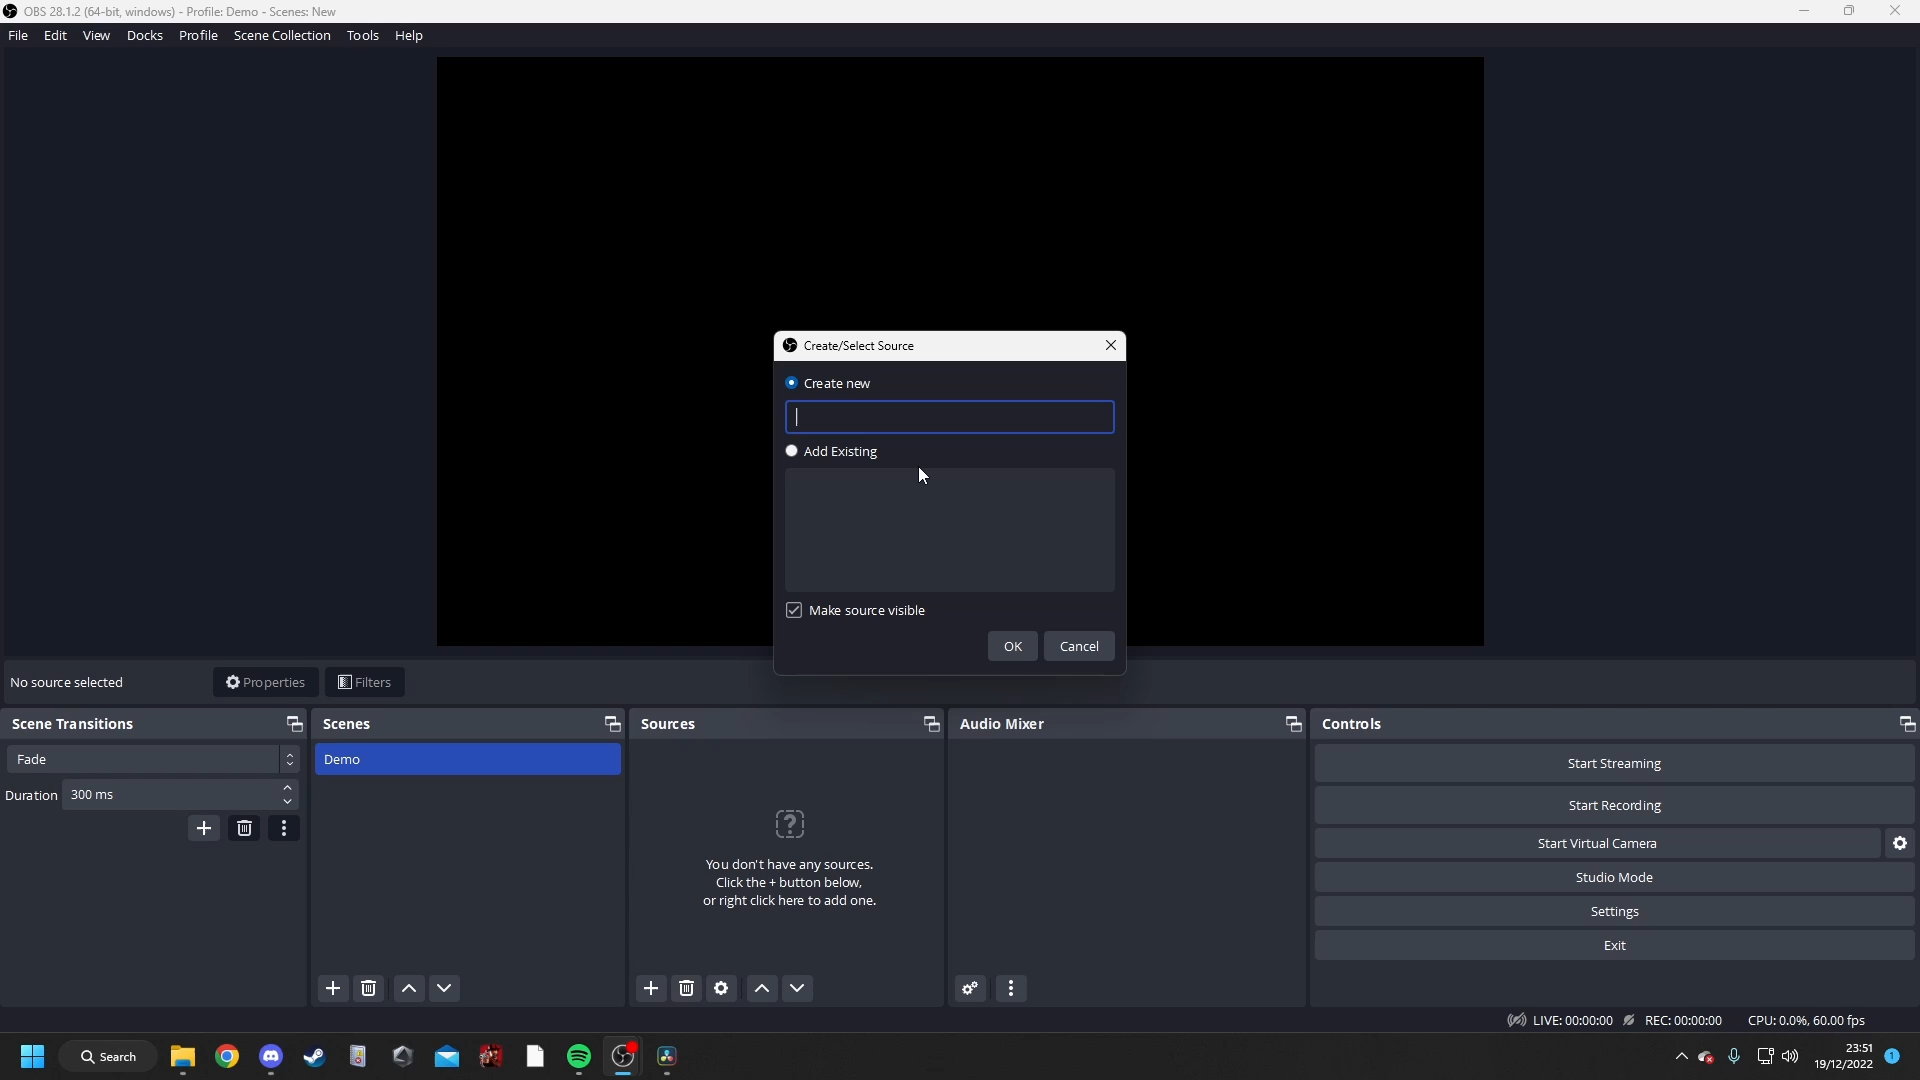 OBS 28.1.2 (64-bit, windows) - Profile: Demo - Scenes: New
File Edit View Docks Profile Scene Collection Tools Help
Create/Select Source
Create new
Add Existing
Make source visible
OK Cancel
No source selected Properties Filters
Scene Transitions
Fade
Duration 300 ms
Scenes
Demo
Sources
You don't have any sources.
Click the + button below,
or right click here to add one.
Audio Mixer
Controls
Start Streaming
Start Recording
Start Virtual Camera
Studio Mode
Settings
Exit
LIVE: 00:00:00 REC: 00:00:00 CPU: 0.0%, 60.00 fps
Search
23:51
19/12/2022
1